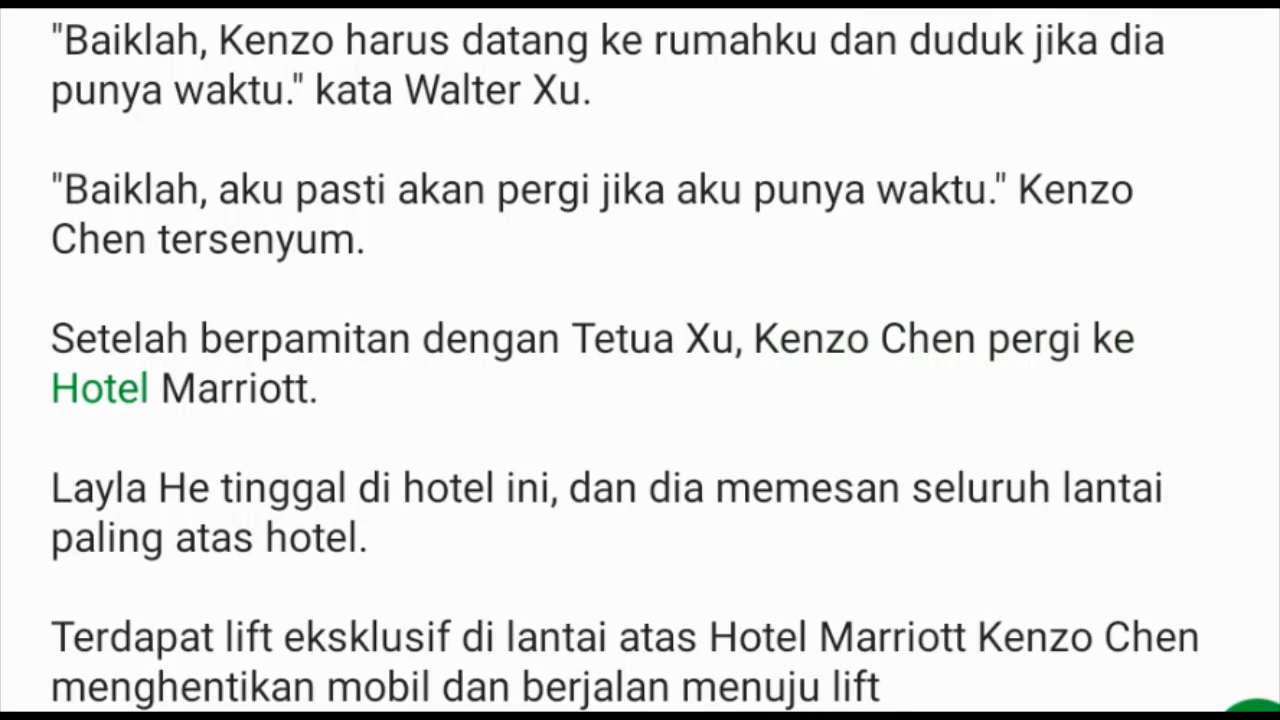 "Baiklah, Kenzo harus datang ke rumahku dan duduk jika dia
punya waktu." kata Walter Xu.
"Baiklah, aku pasti akan pergi jika aku punya waktu." Kenzo
Chen tersenyum.
Setelah berpamitan dengan Tetua Xu, Kenzo Chen pergi ke
Hotel Marriott.
Layla He tinggal di hotel ini, dan dia memesan seluruh lantai
paling atas hotel.
Terdapat lift eksklusif di lantai atas Hotel Marriott Kenzo Chen
menghentikan mobil dan berjalan menuju lift